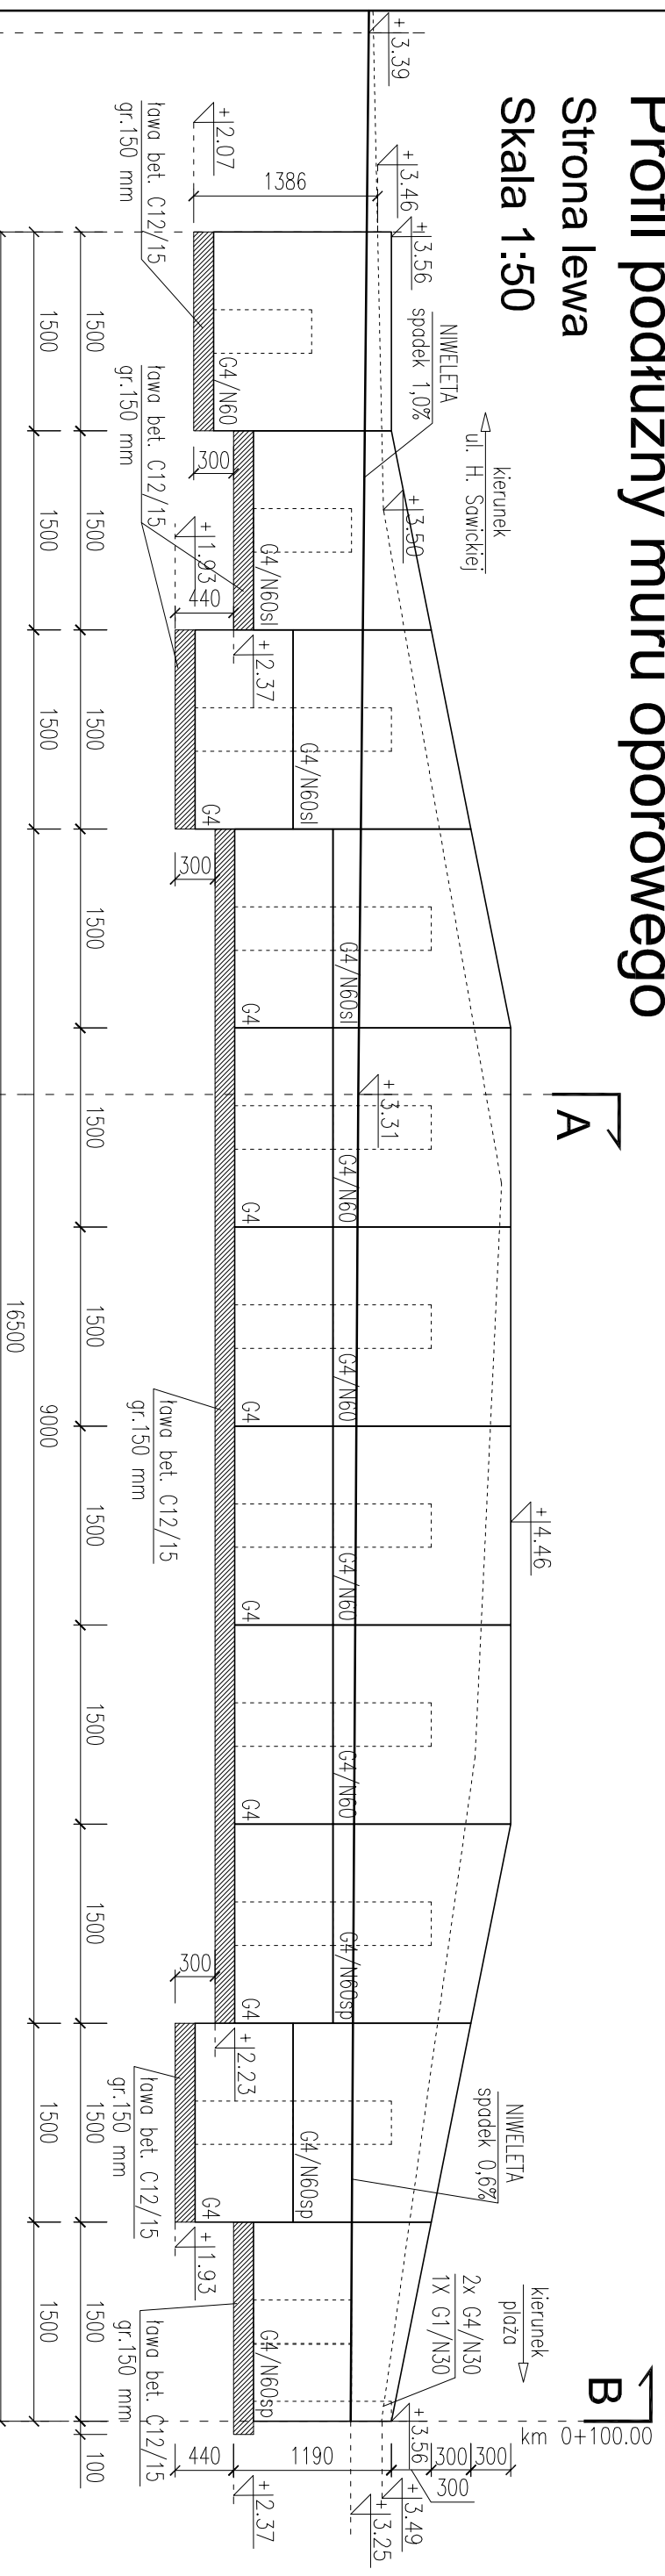 Profil podłużny muru oporowego
Strona lewa
Skala 1:50
kierunek
ul. H. Sawickiej
NIWELETA
spadek 1,0%
A
+4.46
NIWELETA
spadek 0,6%
kierunek
plaża
2x G4/N30
1X G1/N30
B
km 0+100.00
+3.39
+3.46
+3.56
+3.50
+3.31
+3.56
+3.49
+3.25
300
300
300
1190
440
+2.37
+2.07
1386
G4/N60
G4/N60sl
G4/N60sl
G4
G4/N60sl
G4
G4/N60
G4
G4/N60
G4
G4/N60
G4
G4/N60
G4
G4/N60sp
G4
G4/N60sp
G4
G4/N60sp
300
+1.93
440
+2.37
300
300
+2.23
+1.93
ława bet. C12/15
gr.150 mm
ława bet. C12/15
gr.150 mm
ława bet. C12/15
gr.150 mm
ława bet. C12/15
gr.150 mm
ława bet. C12/15
gr.150 mm
1500
1500
1500
1500
1500
1500
1500
1500
1500
1500
1500
100
1500
1500
1500
9000
1500
1500
16500